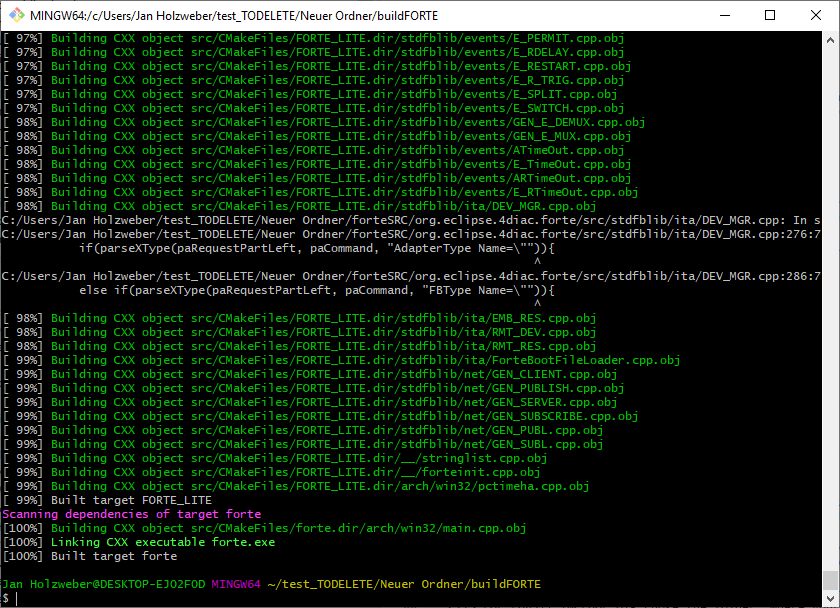 MINGW64:/c/Users/Jan Holzweber/test_TODELETE/Neuer Ordner/buildFORTE
[ 97%] Building CXX object src/CMakeFiles/FORTE_LITE.dir/stdfblib/events/E_PERMIT.cpp.obj
[ 97%] Building CXX object src/CMakeFiles/FORTE_LITE.dir/stdfblib/events/E_RDELAY.cpp.obj
[ 97%] Building CXX object src/CMakeFiles/FORTE_LITE.dir/stdfblib/events/E_RESTART.cpp.obj
[ 97%] Building CXX object src/CMakeFiles/FORTE_LITE.dir/stdfblib/events/E_R_TRIG.cpp.obj
[ 97%] Building CXX object src/CMakeFiles/FORTE_LITE.dir/stdfblib/events/E_SPLIT.cpp.obj
[ 97%] Building CXX object src/CMakeFiles/FORTE_LITE.dir/stdfblib/events/E_SWITCH.cpp.obj
[ 98%] Building CXX object src/CMakeFiles/FORTE_LITE.dir/stdfblib/events/GEN_E_DEMUX.cpp.obj
[ 98%] Building CXX object src/CMakeFiles/FORTE_LITE.dir/stdfblib/events/GEN_E_MUX.cpp.obj
[ 98%] Building CXX object src/CMakeFiles/FORTE_LITE.dir/stdfblib/events/ATimeOut.cpp.obj
[ 98%] Building CXX object src/CMakeFiles/FORTE_LITE.dir/stdfblib/events/E_TimeOut.cpp.obj
[ 98%] Building CXX object src/CMakeFiles/FORTE_LITE.dir/stdfblib/events/ARTimeOut.cpp.obj
[ 98%] Building CXX object src/CMakeFiles/FORTE_LITE.dir/stdfblib/events/E_RTimeOut.cpp.obj
[ 98%] Building CXX object src/CMakeFiles/FORTE_LITE.dir/stdfblib/ita/DEV_MGR.cpp.obj
C:/Users/Jan Holzweber/test_TODELETE/Neuer Ordner/forteSRC/org.eclipse.4diac.forte/src/stdfblib/ita/DEV_MGR.cpp: In s
C:/Users/Jan Holzweber/test_TODELETE/Neuer Ordner/forteSRC/org.eclipse.4diac.forte/src/stdfblib/ita/DEV_MGR.cpp:276:7
if(parseXType(paRequestPartLeft, paCommand, "AdapterType Name=\"")){
^
C:/Users/Jan Holzweber/test_TODELETE/Neuer Ordner/forteSRC/org.eclipse.4diac.forte/src/stdfblib/ita/DEV_MGR.cpp:286:7
else if(parseXType(paRequestPartLeft, paCommand, "FBType Name=\"")){
^
[ 98%] Building CXX object src/CMakeFiles/FORTE_LITE.dir/stdfblib/ita/EMB_RES.cpp.obj
[ 98%] Building CXX object src/CMakeFiles/FORTE_LITE.dir/stdfblib/ita/RMT_DEV.cpp.obj
[ 98%] Building CXX object src/CMakeFiles/FORTE_LITE.dir/stdfblib/ita/RMT_RES.cpp.obj
[ 99%] Building CXX object src/CMakeFiles/FORTE_LITE.dir/stdfblib/ita/ForteBootFileLoader.cpp.obj
[ 99%] Building CXX object src/CMakeFiles/FORTE_LITE.dir/stdfblib/net/GEN_CLIENT.cpp.obj
[ 99%] Building CXX object src/CMakeFiles/FORTE_LITE.dir/stdfblib/net/GEN_PUBLISH.cpp.obj
[ 99%] Building CXX object src/CMakeFiles/FORTE_LITE.dir/stdfblib/net/GEN_SERVER.cpp.obj
[ 99%] Building CXX object src/CMakeFiles/FORTE_LITE.dir/stdfblib/net/GEN_SUBSCRIBE.cpp.obj
[ 99%] Building CXX object src/CMakeFiles/FORTE_LITE.dir/stdfblib/net/GEN_PUBL.cpp.obj
[ 99%] Building CXX object src/CMakeFiles/FORTE_LITE.dir/stdfblib/net/GEN_SUBL.cpp.obj
[ 99%] Building CXX object src/CMakeFiles/FORTE_LITE.dir/__/stringlist.cpp.obj
[ 99%] Building CXX object src/CMakeFiles/FORTE_LITE.dir/__/forteinit.cpp.obj
[ 99%] Building CXX object src/CMakeFiles/FORTE_LITE.dir/arch/win32/pctimeha.cpp.obj
[ 99%] Built target FORTE_LITE
Scanning dependencies of target forte
[100%] Building CXX object src/CMakeFiles/forte.dir/arch/win32/main.cpp.obj
[100%] Linking CXX executable forte.exe
[100%] Built target forte
Jan Holzweber@DESKTOP-EJO2FOD MINGW64 ~/test_TODELETE/Neuer Ordner/buildFORTE
$